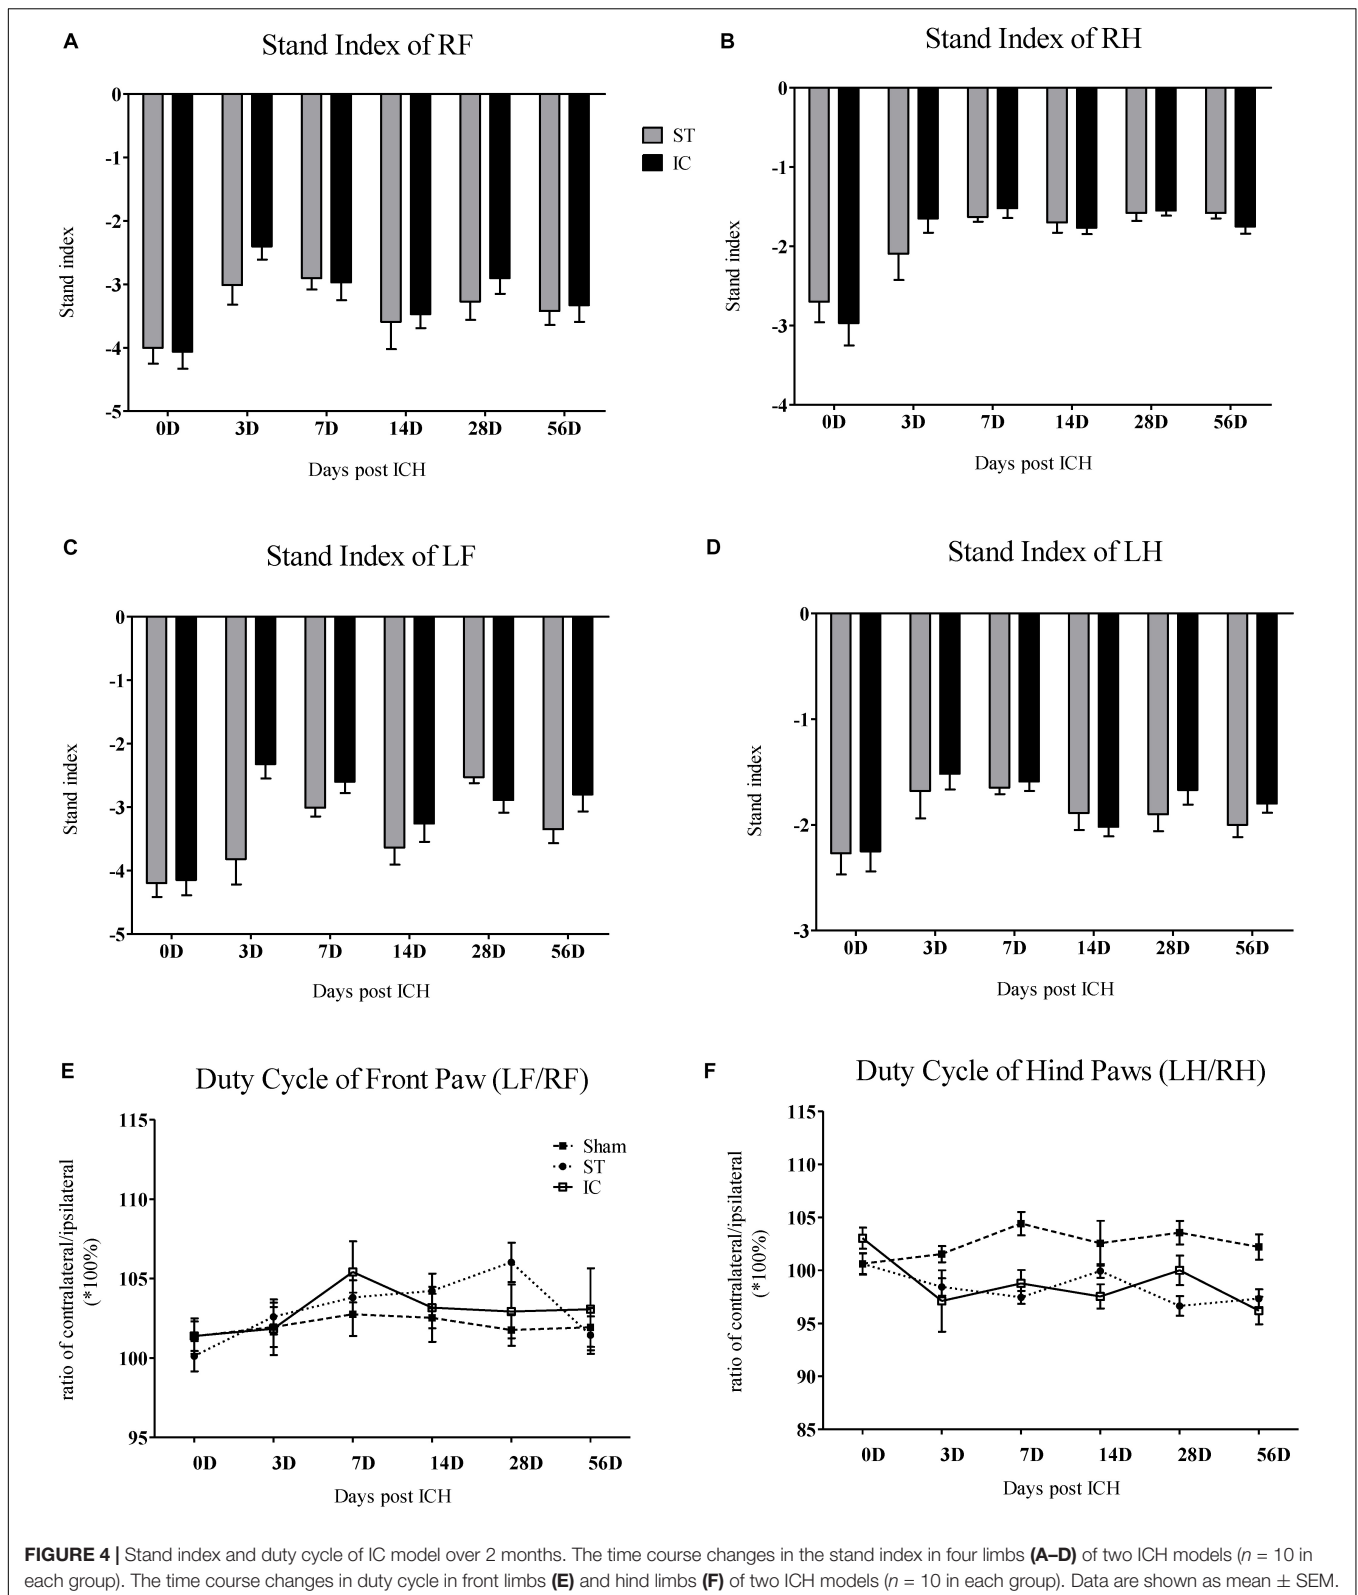 A
Stand Index of RF
0
-1
-2
-3
-4
-5
Stand index
0D 3D 7D 14D 28D 56D
Days post ICH
ST
IC
B
Stand Index of RH
0
-1
-2
-3
-4
Stand index
0D 3D 7D 14D 28D 56D
Days post ICH
C
Stand Index of LF
0
-1
-2
-3
-4
-5
Stand index
0D 3D 7D 14D 28D 56D
Days post ICH
D
Stand Index of LH
0
-1
-2
-3
Stand index
0D 3D 7D 14D 28D 56D
Days post ICH
E
Duty Cycle of Front Paw (LF/RF)
115
110
105
100
95
ratio of contralateral/ipsilateral
(*100%)
Sham
ST
IC
0D 3D 7D 14D 28D 56D
Days post ICH
F
Duty Cycle of Hind Paws (LH/RH)
115
110
105
100
95
90
85
ratio of contralateral/ipsilateral
(*100%)
0D 3D 7D 14D 28D 56D
Days post ICH
FIGURE 4 | Stand index and duty cycle of IC model over 2 months. The time course changes in the stand index in four limbs (A–D) of two ICH models (n = 10 in
each group). The time course changes in duty cycle in front limbs (E) and hind limbs (F) of two ICH models (n = 10 in each group). Data are shown as mean ± SEM.